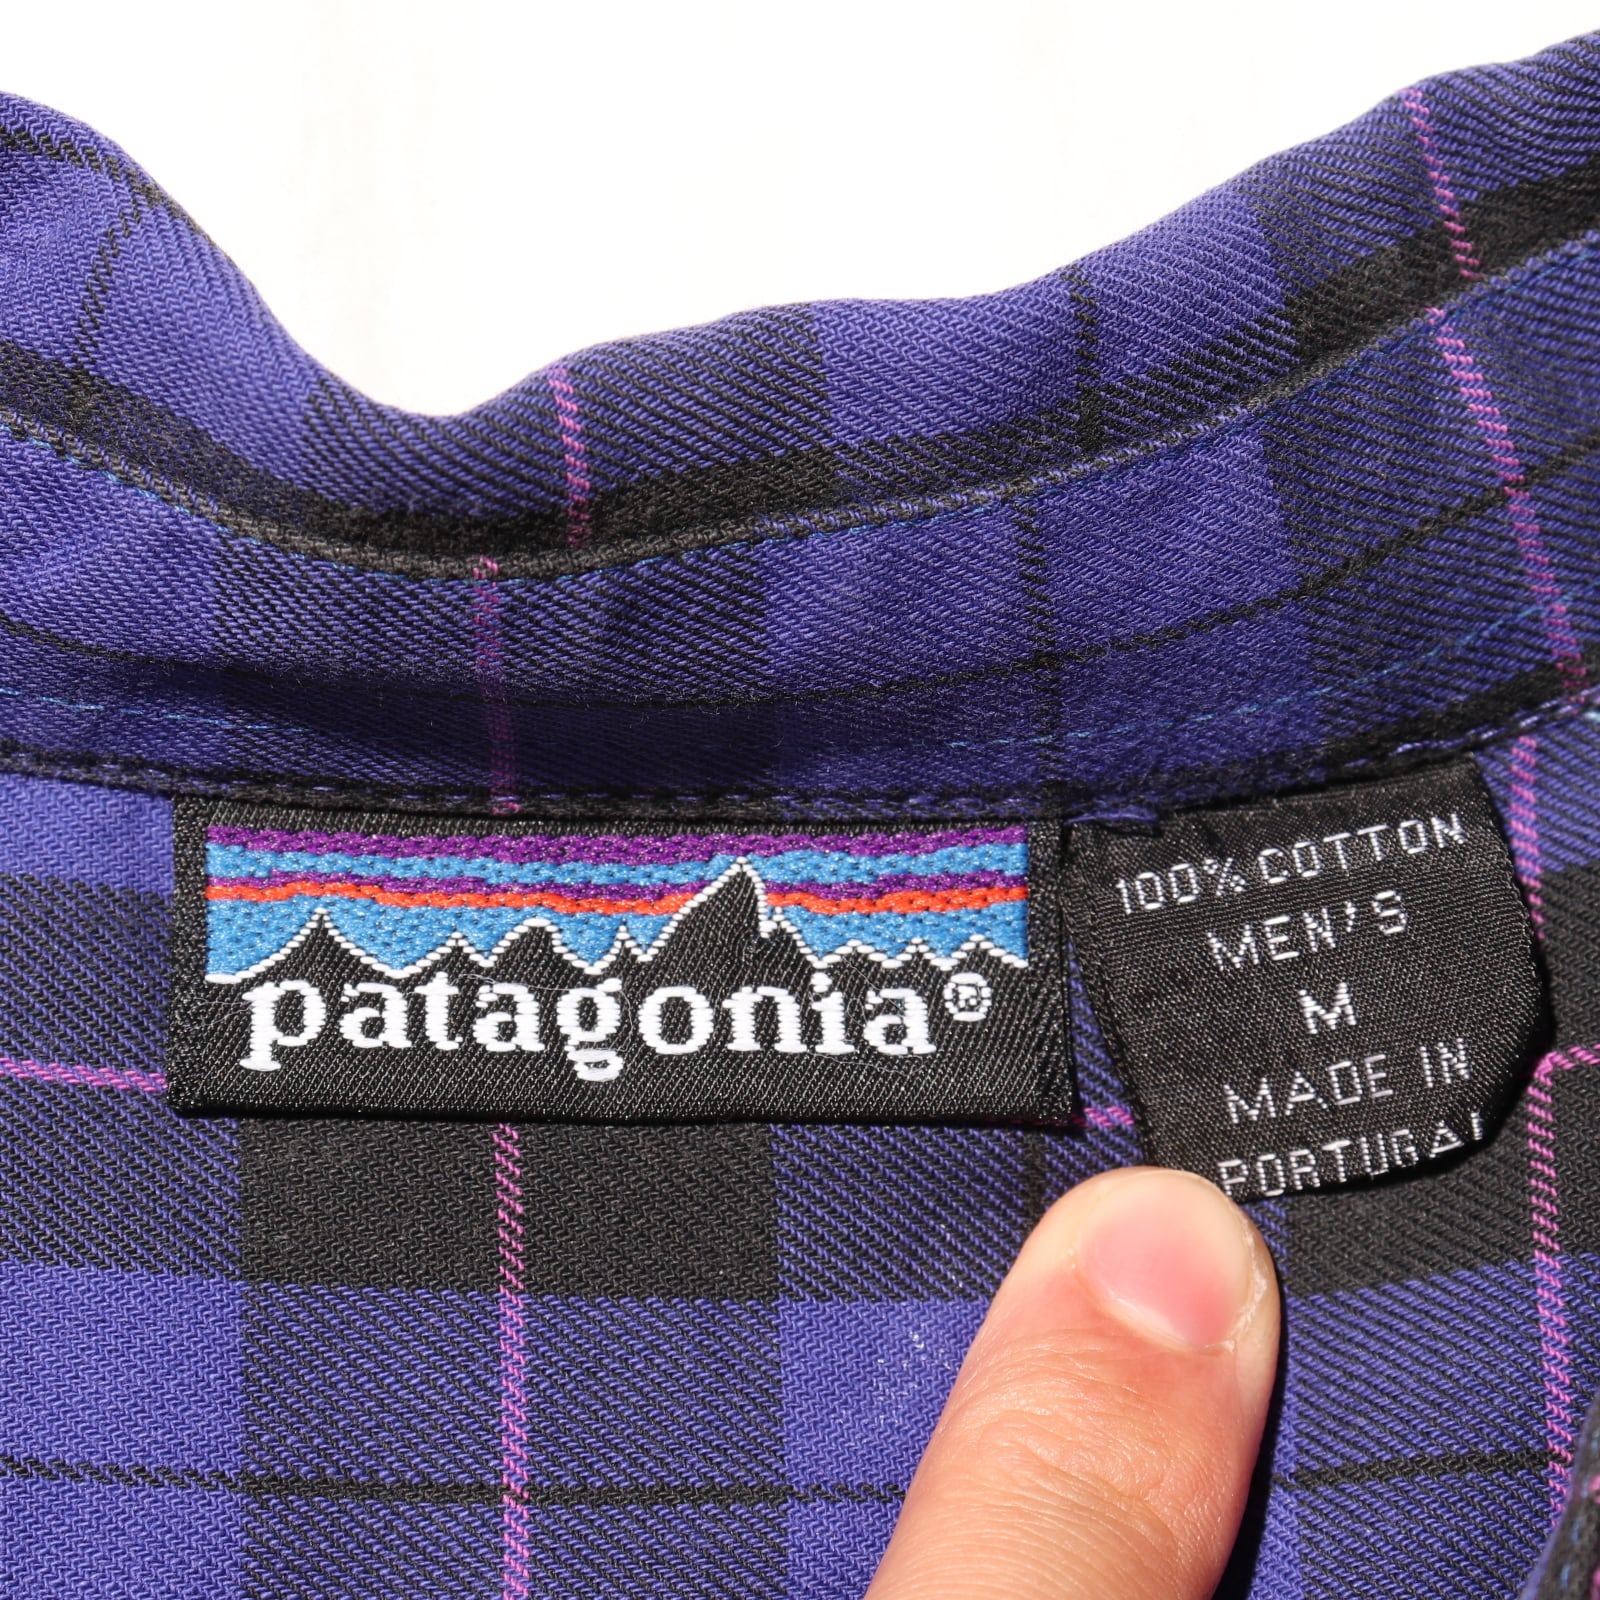 patagonia®
100% COTTON
MEN'S
M
MADE IN
PORTUGAL